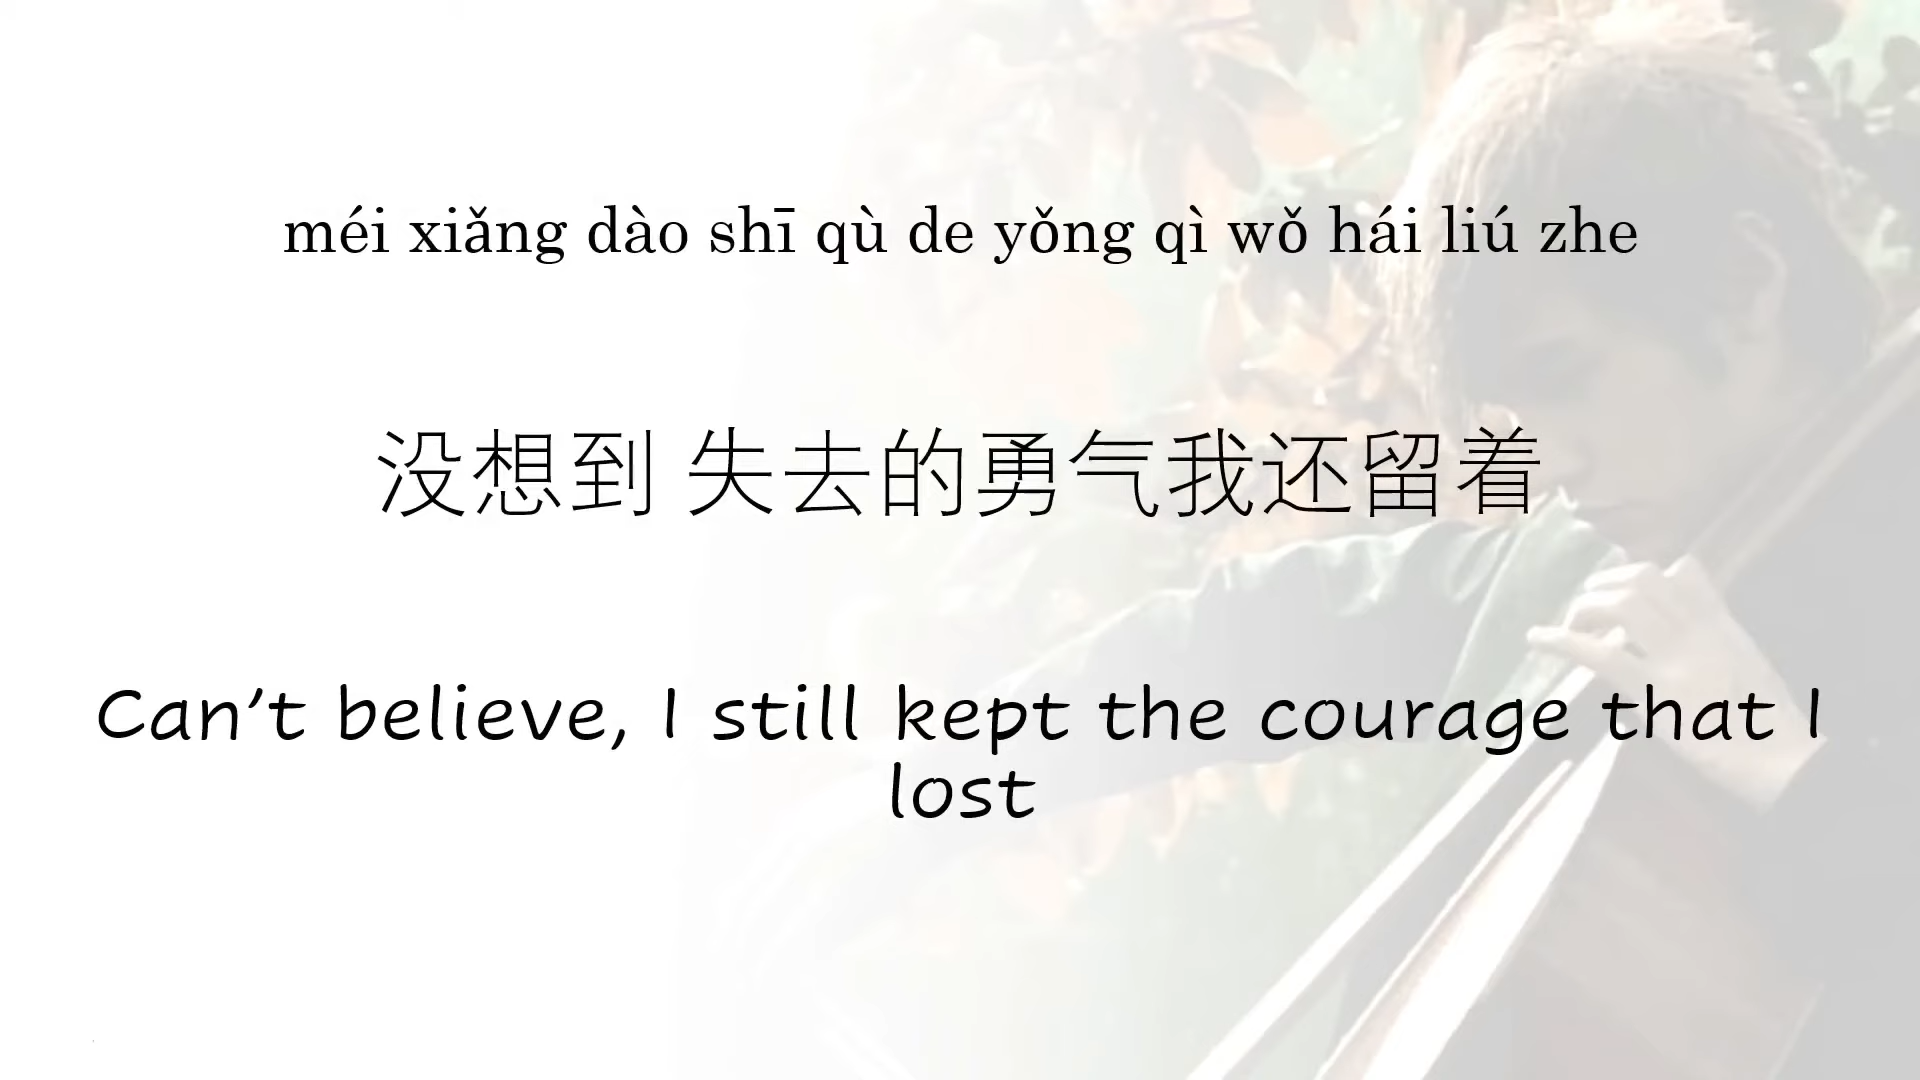 méi xiǎng dào shī qù de yǒng qì wǒ hái liú zhe
没想到 失去的勇气我还留着
Can’t believe, I still kept the courage that I
lost